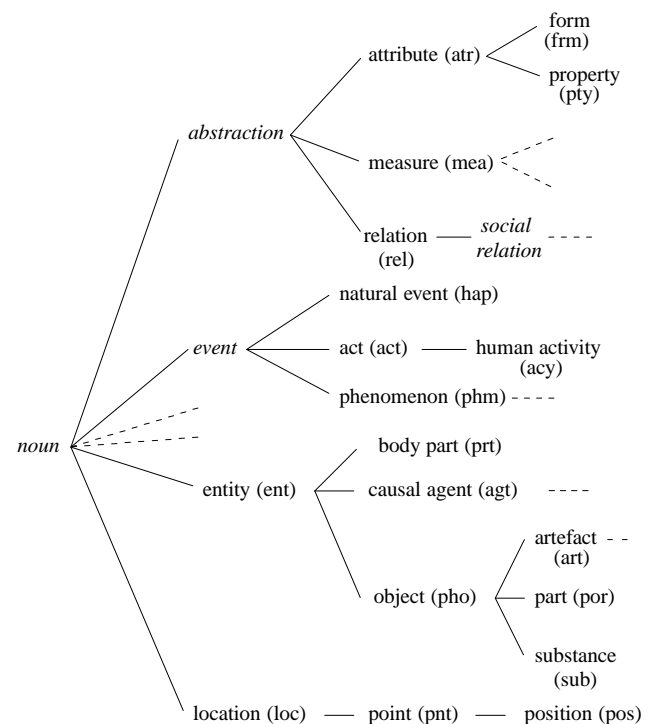 form
(frm)
attribute (atr)
property
(pty)
abstraction
measure (mea)
relation
(rel)
social
relation
natural event (hap)
event
act (act)
human activity
(acy)
phenomenon (phm)
noun
body part (prt)
entity (ent)
causal agent (agt)
artefact
(art)
object (pho)
part (por)
substance
(sub)
location (loc)
point (pnt)
position (pos)